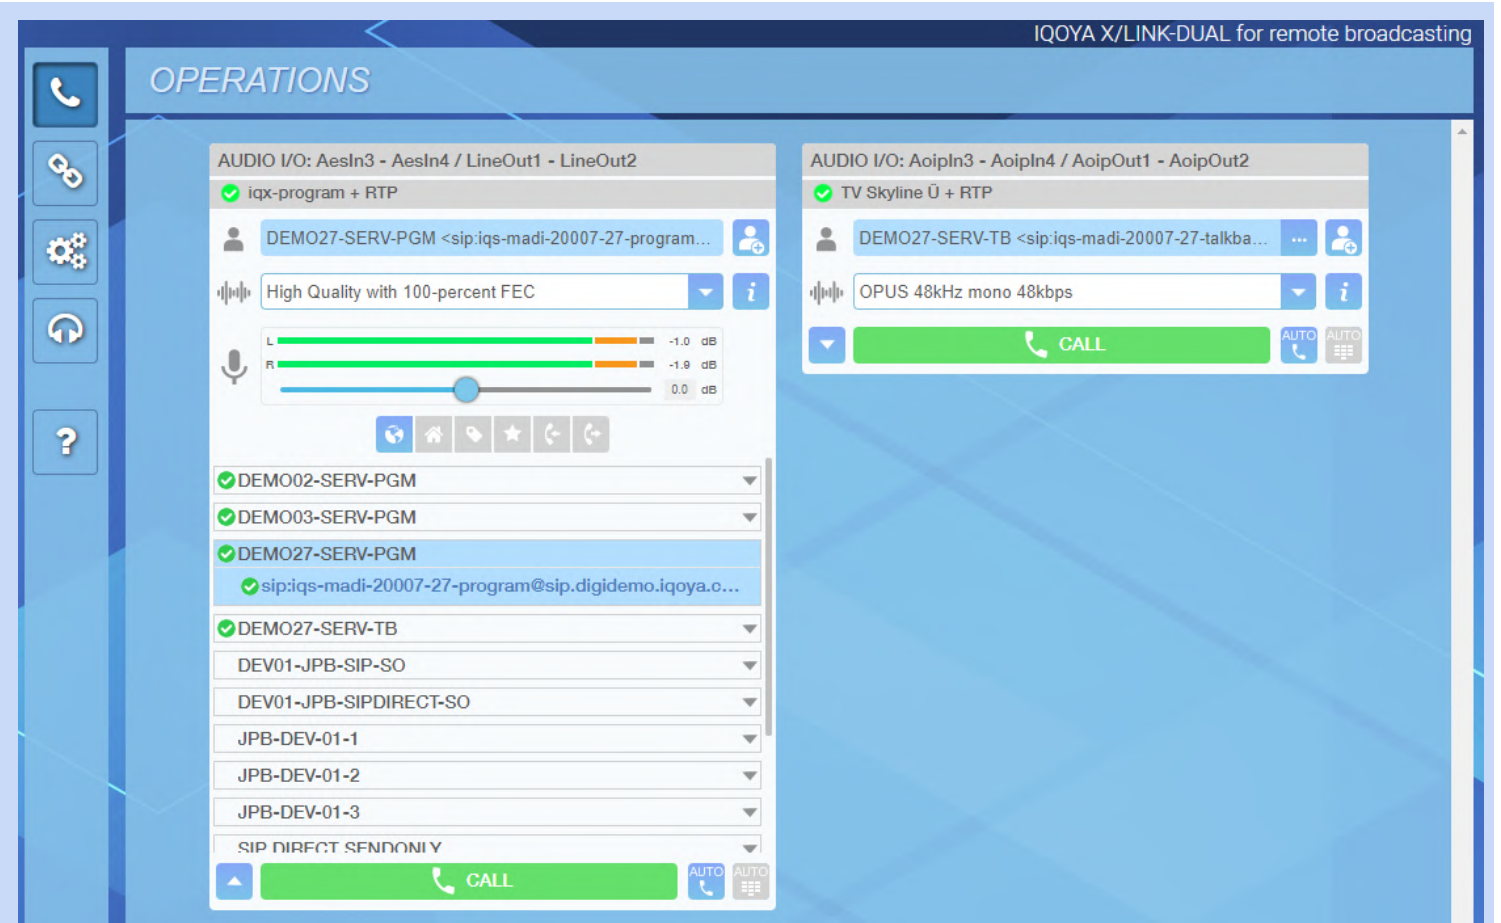 IQOYA X/LINK-DUAL for remote broadcasting
OPERATIONS
AUDIO I/O: AesIn3 - AesIn4 / LineOut1 - LineOut2
iqx-program + RTP
DEMO27-SERV-PGM <sip:iqs-madi-20007-27-program...
High Quality with 100-percent FEC
i
L -1.0 dB
R -1.9 dB
0.0 dB
DEMO02-SERV-PGM
DEMO03-SERV-PGM
DEMO27-SERV-PGM
sip:iqs-madi-20007-27-program@sip.digidemo.iqoya.c...
DEMO27-SERV-TB
DEV01-JPB-SIP-SO
DEV01-JPB-SIPDIRECT-SO
JPB-DEV-01-1
JPB-DEV-01-2
JPB-DEV-01-3
SIP DIRECT SENDONLY
CALL AUTO AUTO
AUDIO I/O: AoipIn3 - AoipIn4 / AoipOut1 - AoipOut2
TV Skyline Ü + RTP
DEMO27-SERV-TB <sip:iqs-madi-20007-27-talkba... ...
OPUS 48kHz mono 48kbps
i
CALL AUTO AUTO
?